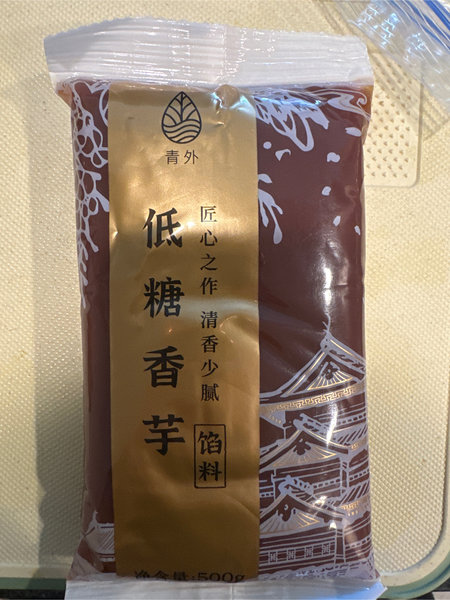 青外
低糖香芋
匠心之作 清香少腻
馅料
净含量:500g